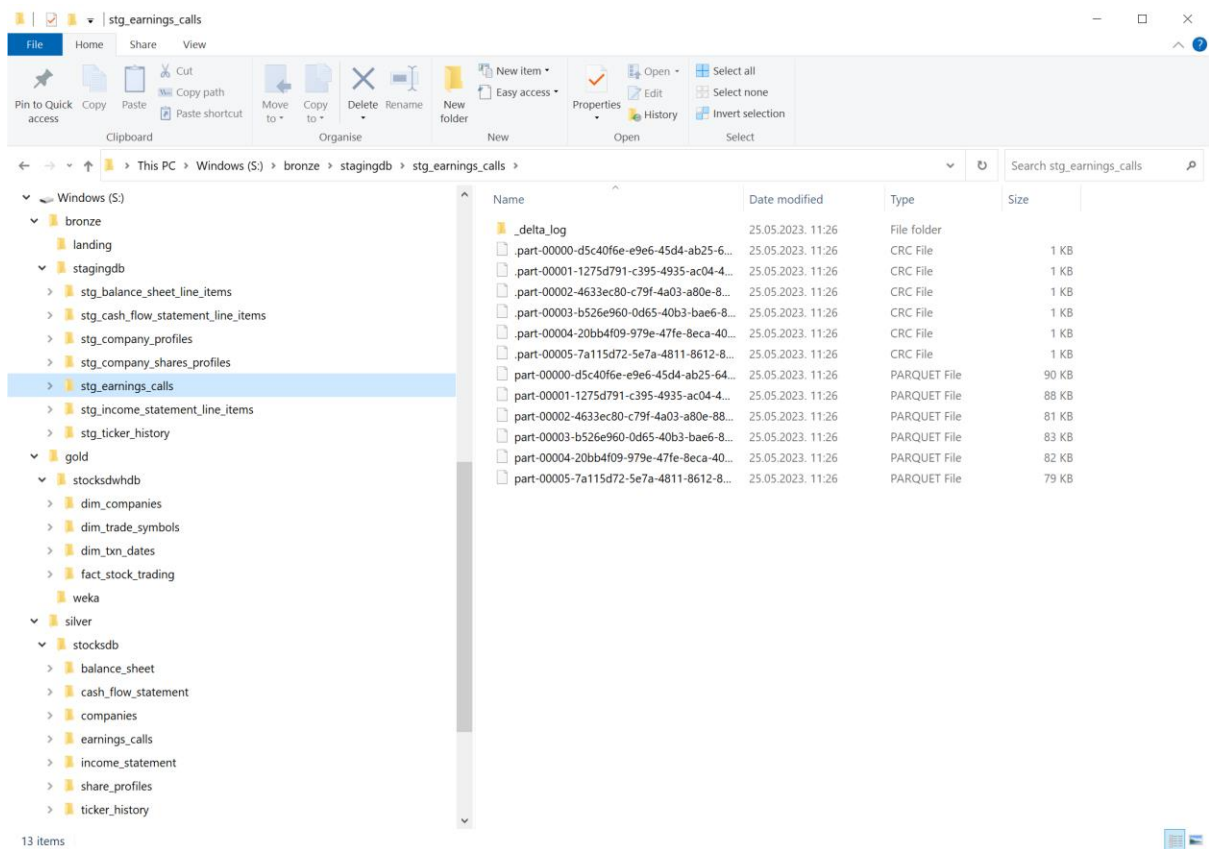 stg_earnings_calls
File Home Share View
Pin to Quick access
Copy
Paste
Cut
Copy path
Paste shortcut
Clipboard
Move to
Copy to
Delete
Rename
Organise
New folder
New item
Easy access
New
Properties
Open
Edit
History
Open
Select all
Select none
Invert selection
Select
This PC > Windows (S:) > bronze > stagingdb > stg_earnings_calls >
Search stg_earnings_calls
Windows (S:)
bronze
landing
stagingdb
stg_balance_sheet_line_items
stg_cash_flow_statement_line_items
stg_company_profiles
stg_company_shares_profiles
stg_earnings_calls
stg_income_statement_line_items
stg_ticker_history
gold
stocksdwhdb
dim_companies
dim_trade_symbols
dim_txn_dates
fact_stock_trading
weka
silver
stocksdb
balance_sheet
cash_flow_statement
companies
earnings_calls
income_statement
share_profiles
ticker_history
Name Date modified Type Size
_delta_log 25.05.2023. 11:26 File folder
.part-00000-d5c40f6e-e9e6-45d4-ab25-6... 25.05.2023. 11:26 CRC File 1 KB
.part-00001-1275d791-c395-4935-ac04-4... 25.05.2023. 11:26 CRC File 1 KB
.part-00002-4633ec80-c79f-4a03-a80e-8... 25.05.2023. 11:26 CRC File 1 KB
.part-00003-b526e960-0d65-40b3-bae6-8... 25.05.2023. 11:26 CRC File 1 KB
.part-00004-20bb4f09-979e-47fe-8eca-40... 25.05.2023. 11:26 CRC File 1 KB
.part-00005-7a115d72-5e7a-4811-8612-8... 25.05.2023. 11:26 CRC File 1 KB
part-00000-d5c40f6e-e9e6-45d4-ab25-64... 25.05.2023. 11:26 PARQUET File 90 KB
part-00001-1275d791-c395-4935-ac04-4... 25.05.2023. 11:26 PARQUET File 88 KB
part-00002-4633ec80-c79f-4a03-a80e-88... 25.05.2023. 11:26 PARQUET File 81 KB
part-00003-b526e960-0d65-40b3-bae6-8... 25.05.2023. 11:26 PARQUET File 83 KB
part-00004-20bb4f09-979e-47fe-8eca-40... 25.05.2023. 11:26 PARQUET File 82 KB
part-00005-7a115d72-5e7a-4811-8612-8... 25.05.2023. 11:26 PARQUET File 79 KB
13 items